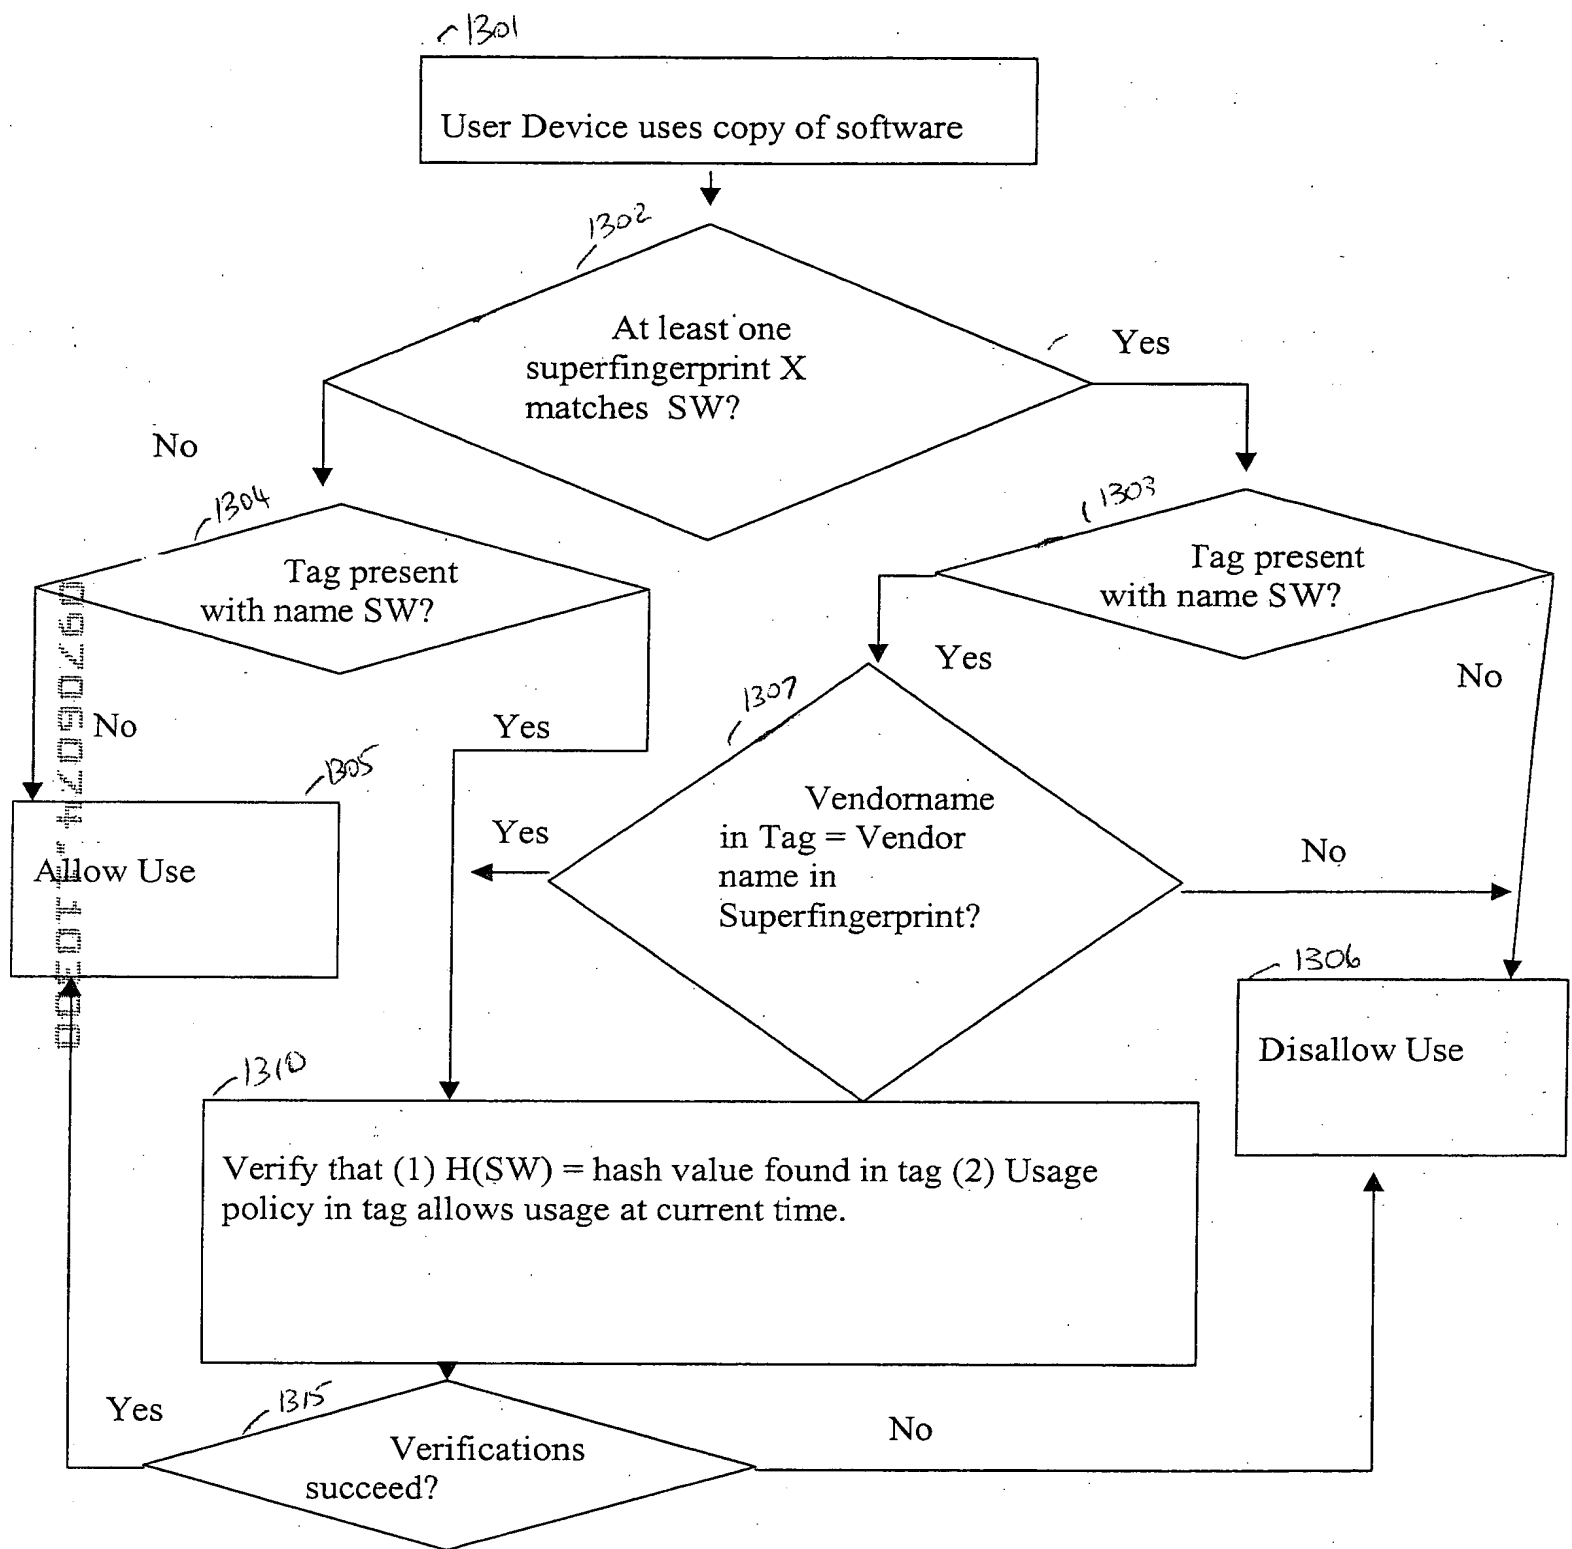 1301
User Device uses copy of software
1302
At least one
superfingerprint X
matches SW?
Yes
No
1304
Tag present
with name SW?
1303
Tag present
with name SW?
Yes
No
No
Yes
1307
1305
Vendorname
in Tag = Vendor
name in
Superfingerprint?
Yes
No
Allow Use
1306
Disallow Use
1310
Verify that (1) H(SW) = hash value found in tag (2) Usage
policy in tag allows usage at current time.
Yes
1315
No
Verifications
succeed?
09706074 . 110300